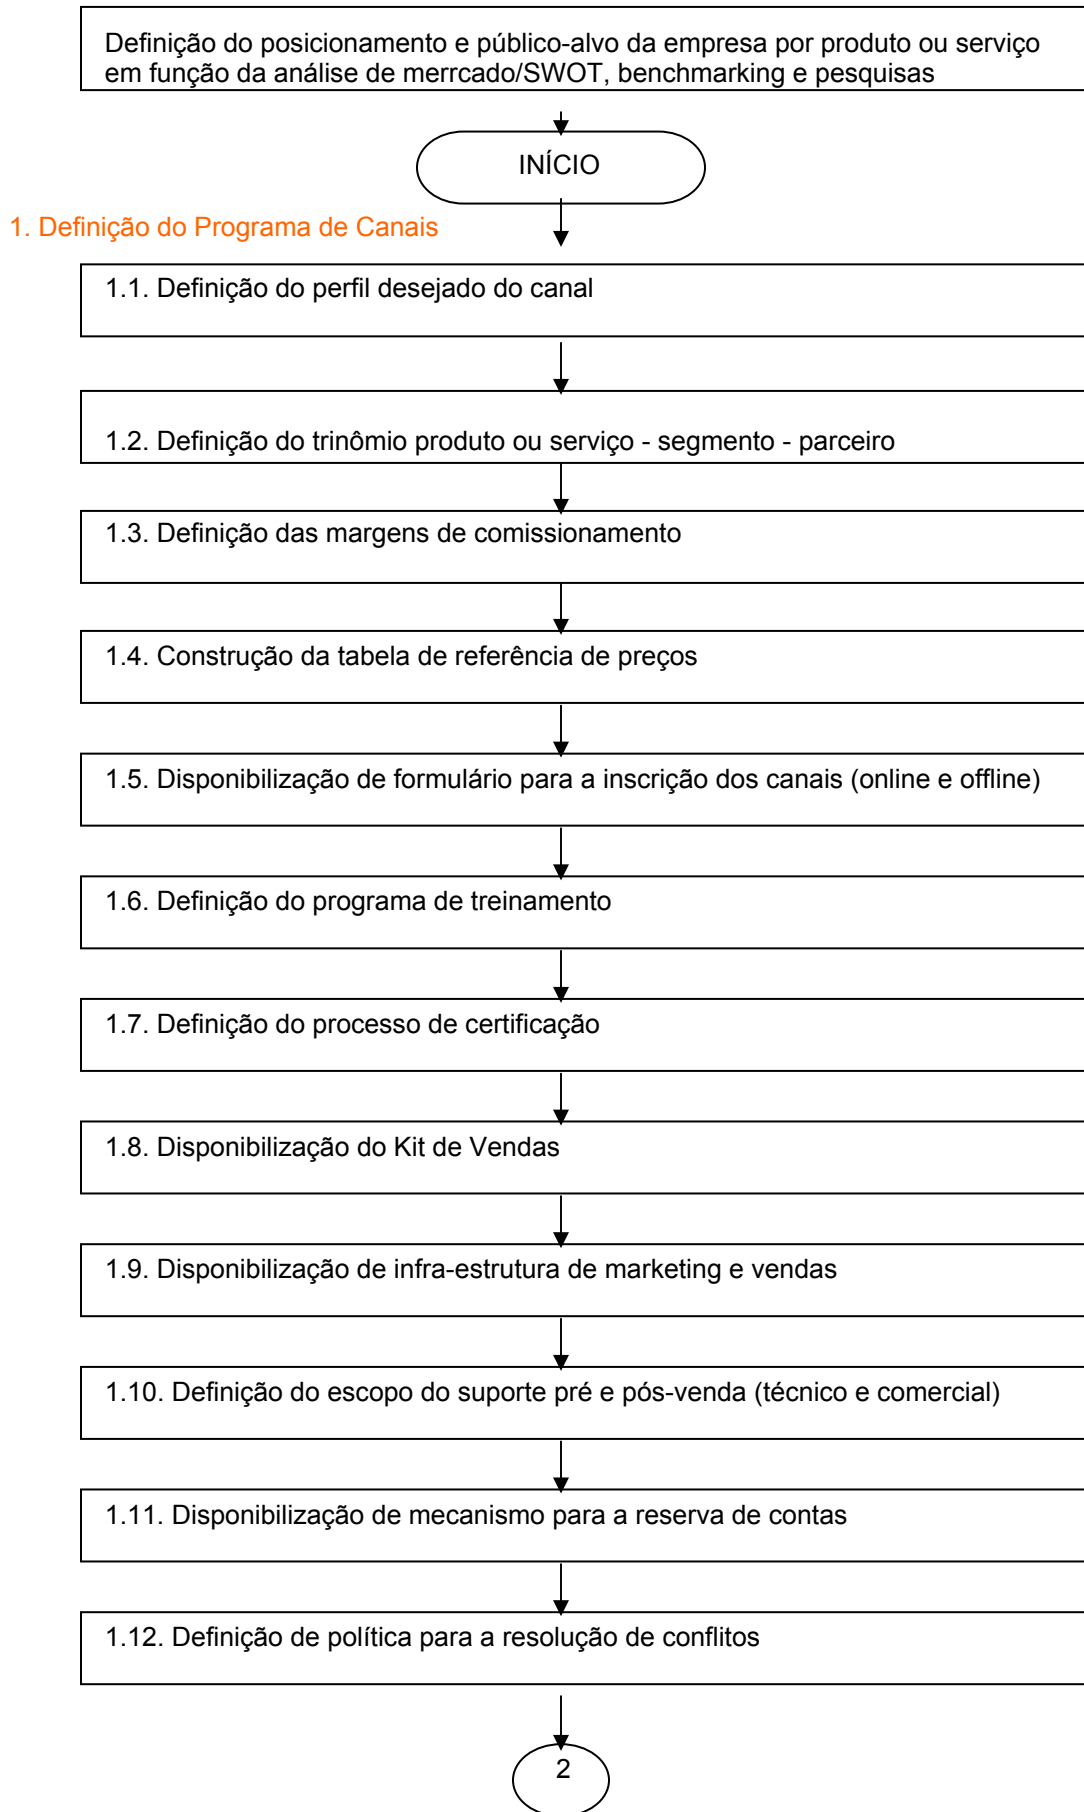 Definição do posicionamento e público-alvo da empresa por produto ou serviço
em função da análise de merrcado/SWOT, benchmarking e pesquisas
INÍCIO
1. Definição do Programa de Canais
1.1. Definição do perfil desejado do canal
1.2. Definição do trinômio produto ou serviço - segmento - parceiro
1.3. Definição das margens de comissionamento
1.4. Construção da tabela de referência de preços
1.5. Disponibilização de formulário para a inscrição dos canais (online e offline)
1.6. Definição do programa de treinamento
1.7. Definição do processo de certificação
1.8. Disponibilização do Kit de Vendas
1.9. Disponibilização de infra-estrutura de marketing e vendas
1.10. Definição do escopo do suporte pré e pós-venda (técnico e comercial)
1.11. Disponibilização de mecanismo para a reserva de contas
1.12. Definição de política para a resolução de conflitos
2